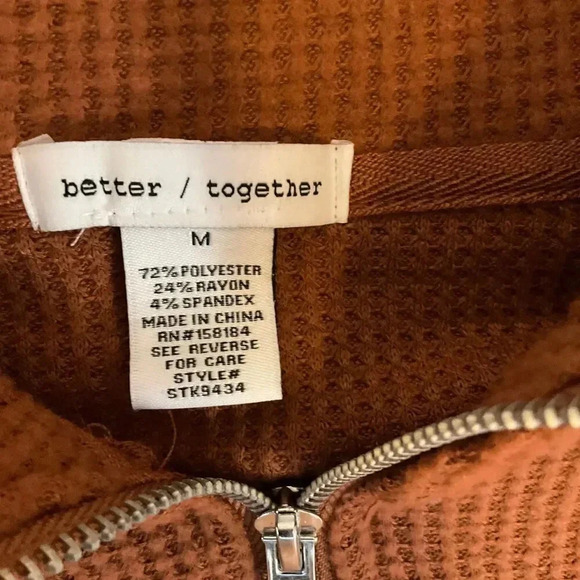 better / together
M
72%POLYESTER
24%RAYON
4%SPANDEX
MADE IN CHINA
RN#158184
SEE REVERSE
FOR CARE
STYLE#
STK9434